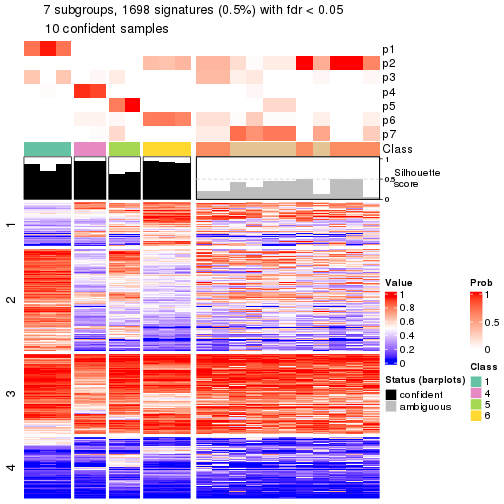 7 subgroups, 1698 signatures (0.5%) with fdr < 0.05
10 confident samples
p1
p2
p3
p4
p5
p6
p7
Class
1
0.5
0
Silhouette
score
1
2
3
4
Value
1
0.8
0.6
0.4
0.2
0
Status (barplots)
confident
ambiguous
Prob
1
0.5
0
Class
1
4
5
6